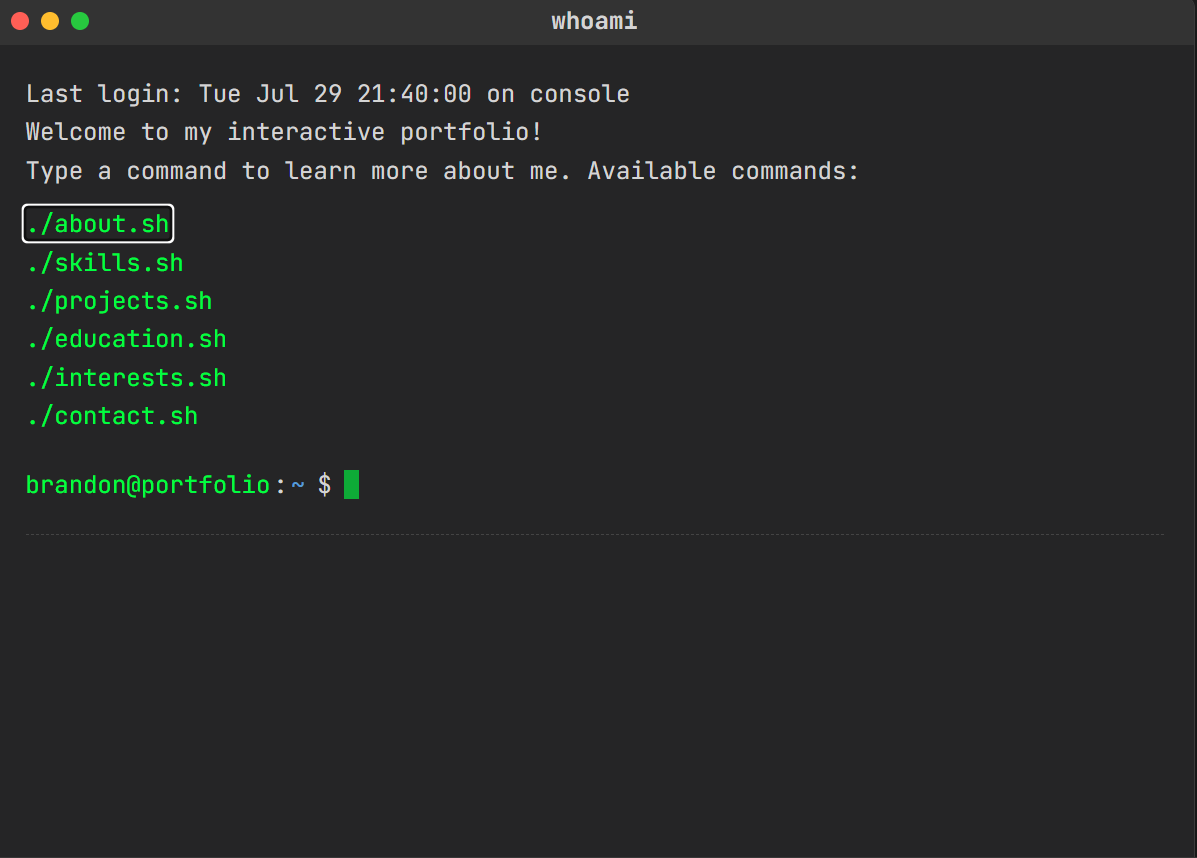 whoami
Last login: Tue Jul 29 21:40:00 on console
Welcome to my interactive portfolio!
Type a command to learn more about me. Available commands:
./about.sh
./skills.sh
./projects.sh
./education.sh
./interests.sh
./contact.sh
brandon@portfolio:~ $